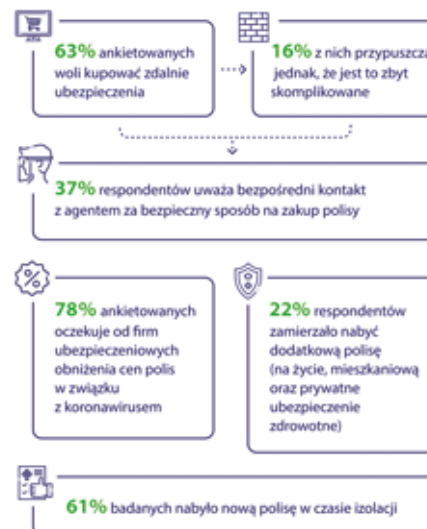 63% ankietowanych
woli kupować zdalnie
ubezpieczenia
16% z nich przypuszcza
jednak, że jest to zbyt
skomplikowane
37% respondentów uważa bezpośredni kontakt
z agentem za bezpieczny sposób na zakup polisy
78% ankietowanych
oczekuje od firm
ubezpieczeniowych
obniżenia cen polis
w związku
z koronawirusem
22% respondentów
zamierzało nabyć
dodatkową polisę
(na życie, mieszkaniową
oraz prywatne
ubezpieczenie
zdrowotne)
61% badanych nabyło nową polisę w czasie izolacji